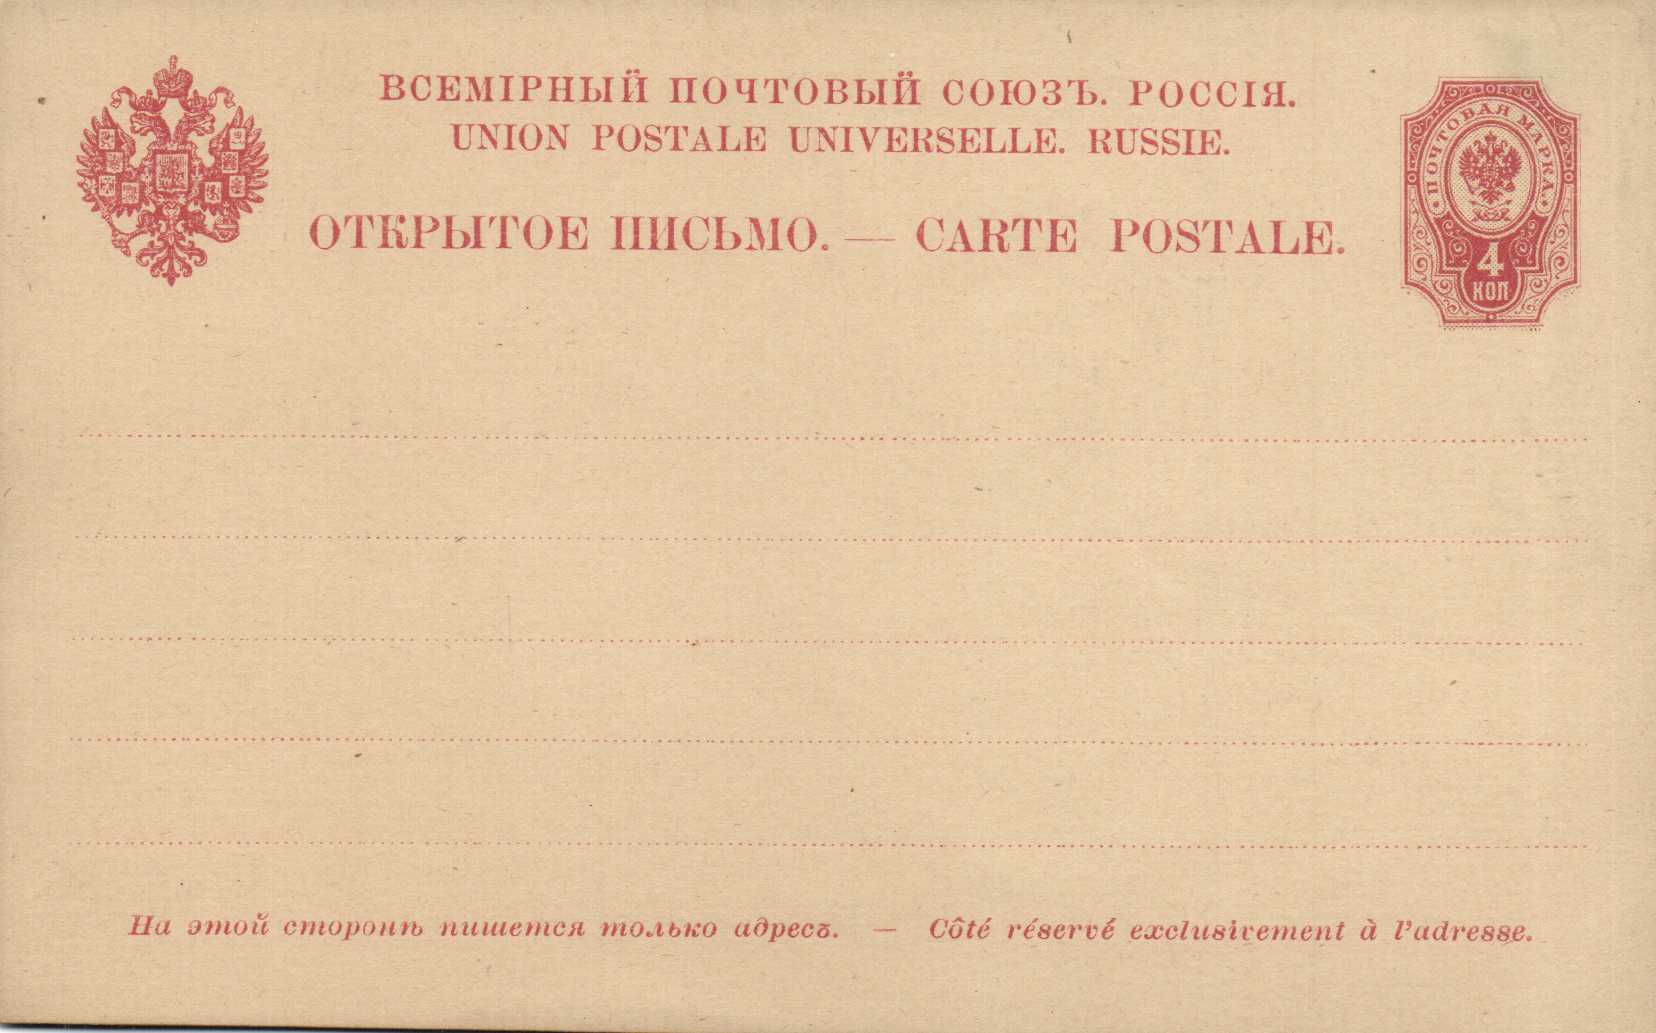 ВСЕМІРНЫЙ ПОЧТОВЫЙ СОЮЗЪ. РОССІЯ.
UNION POSTALE UNIVERSELLE. RUSSIE.
ОТКРЫТОЕ ПИСЬМО. — CARTE POSTALE.
ПОЧТОВАЯ МАРКА
4
КОП
На этой сторонѣ пишется только адресъ. — Côté réservé exclusivement à l'adresse.